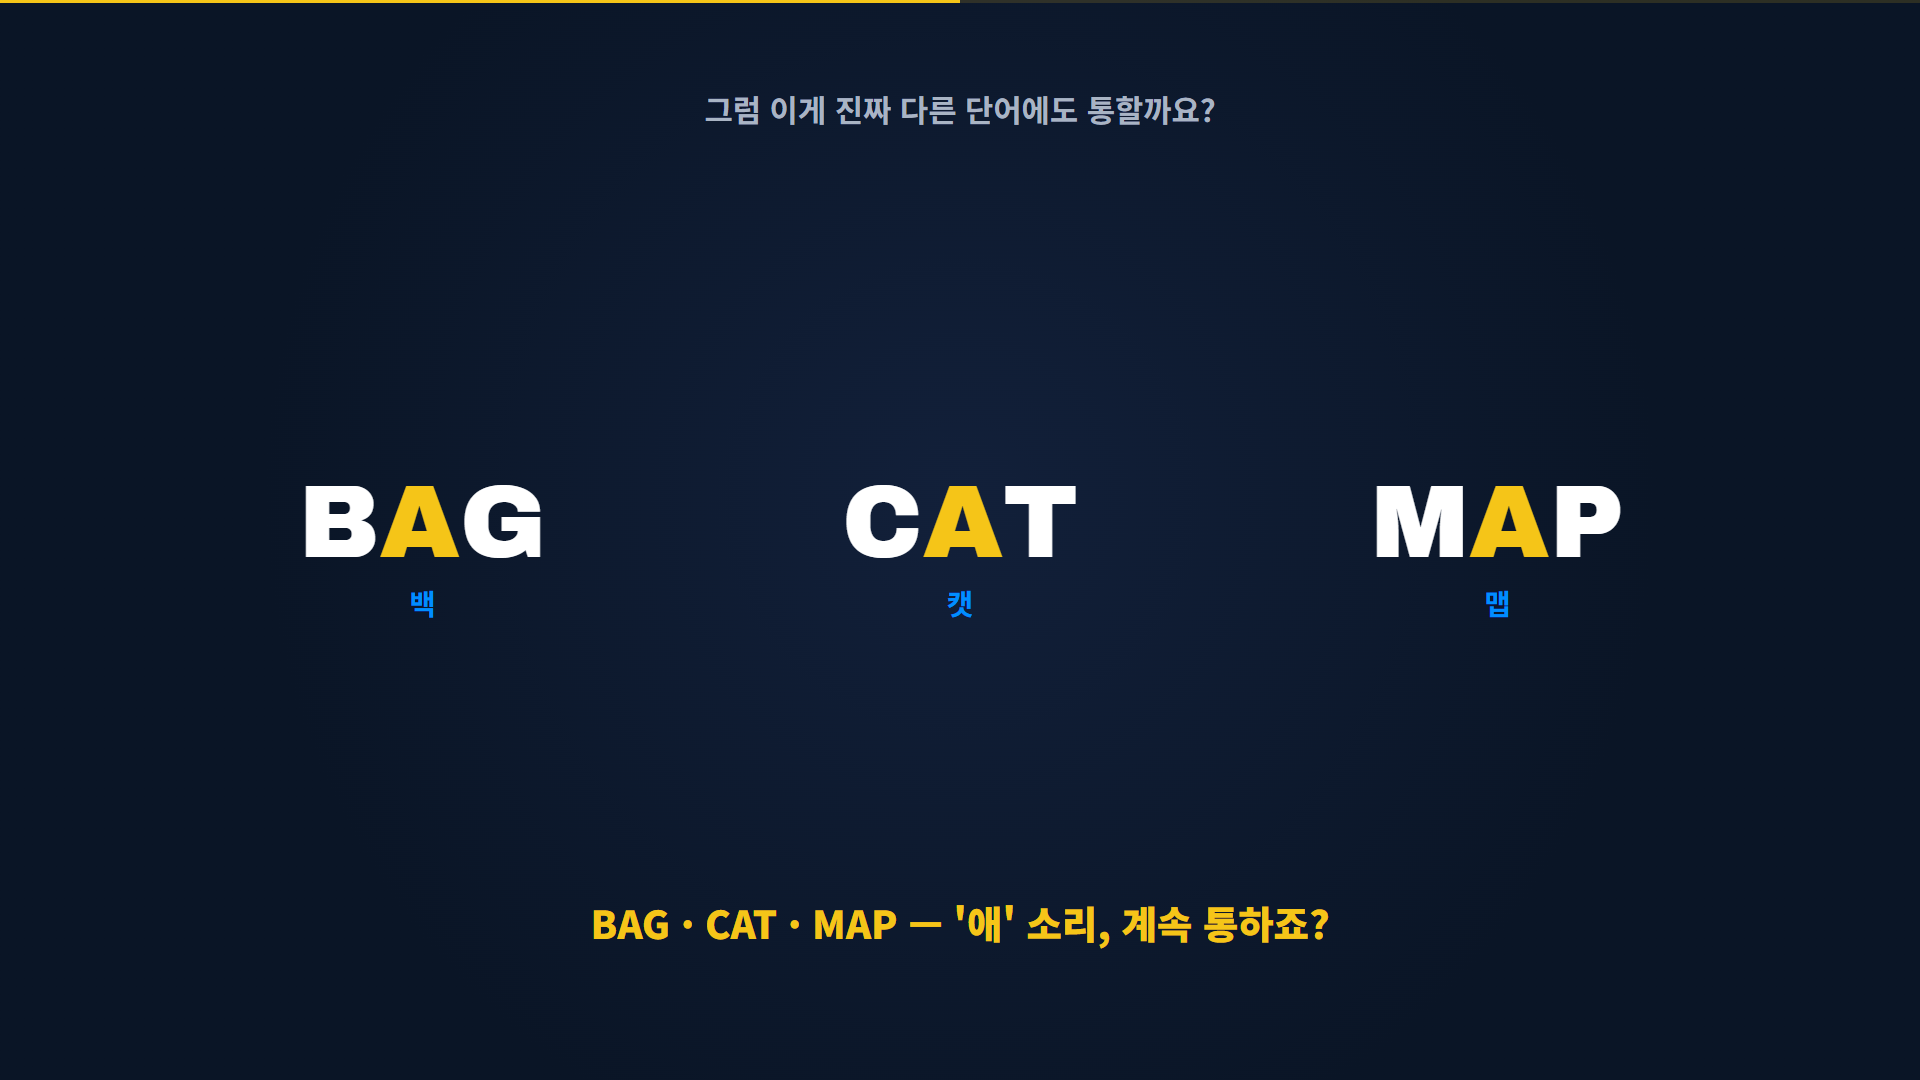 그럼 이게 진짜 다른 단어에도 통할까요?
BAG CAT MAP
백 캣 맵
BAG · CAT · MAP — '애' 소리, 계속 통하죠?